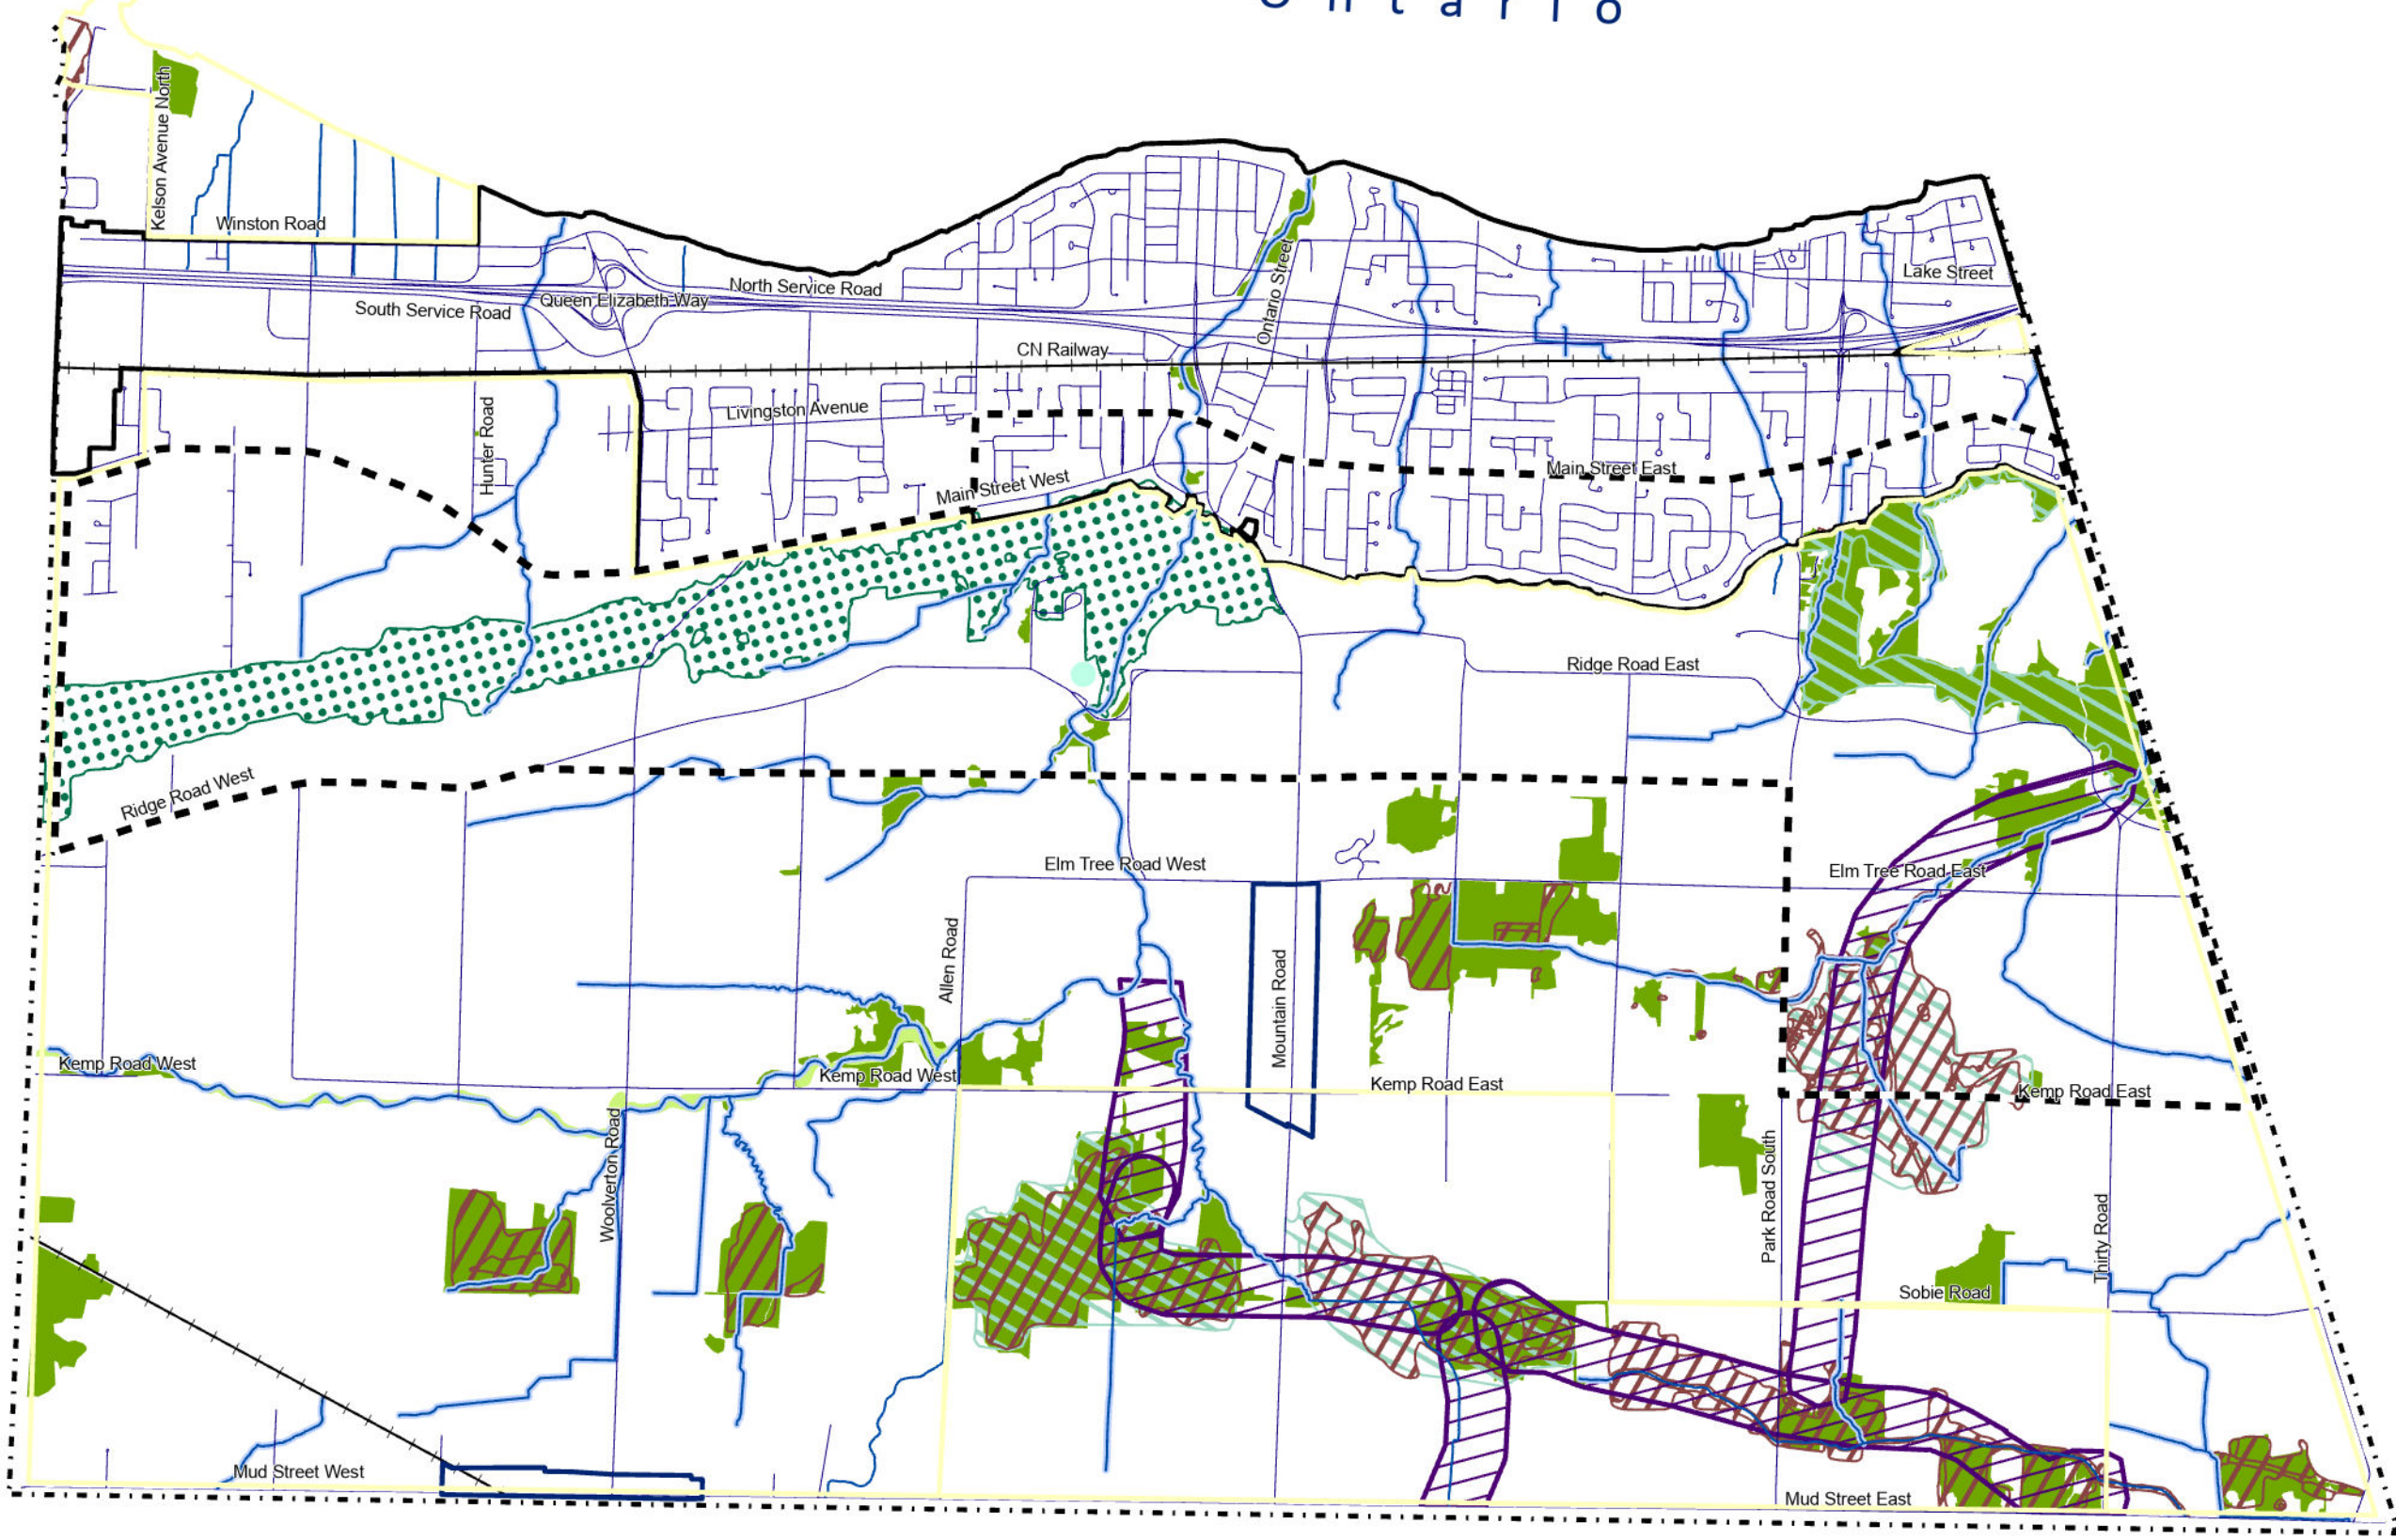 Ontario
Kelson Avenue North
Winston Road
North Service Road
Lake Street
Queen Elizabeth Way
South Service Road
Ontario Street
CN Railway
Livingston Avenue
Hunter Road
Main Street West
Main Street East
Ridge Road East
Ridge Road West
Elm Tree Road West
Elm Tree Road East
Allen Road
Mountain Road
Kemp Road West
Kemp Road West
Kemp Road East
Kemp Road East
Woolverton Road
Park Road South
Thirty Road
Sobie Road
Mud Street West
Mud Street East